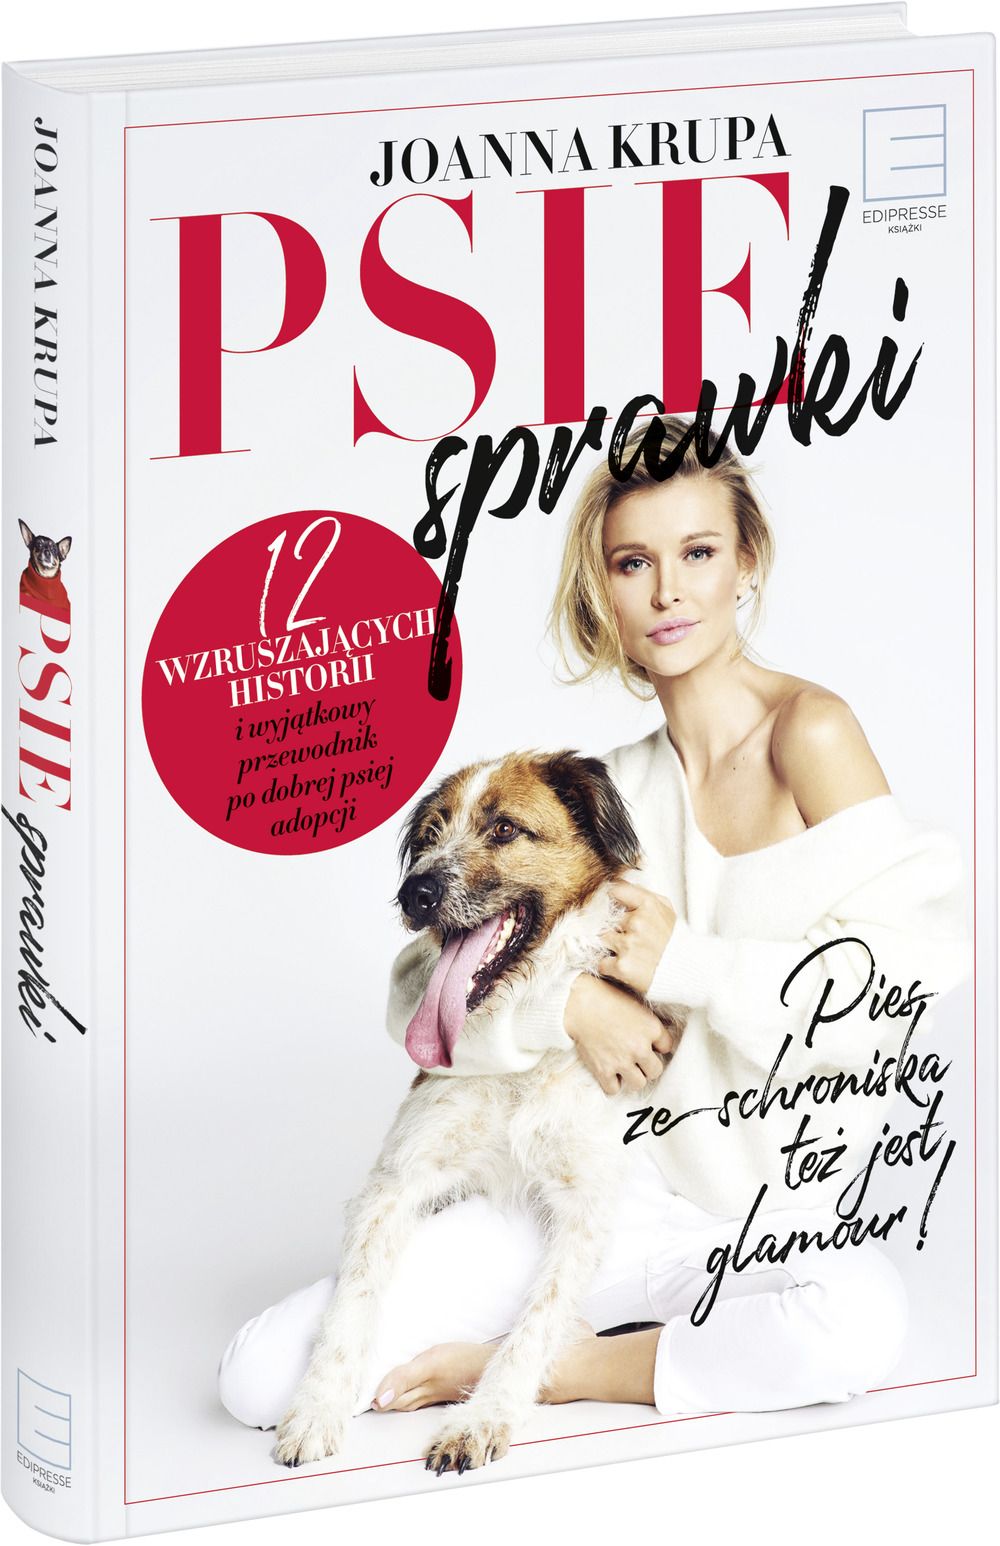 JOANNA KRUPA
PSIE
sprawki
EDIPRESSE
KSIĄŻKI
12
WZRUSZAJĄCYCH
HISTORII
i wyjątkowy
przewodnik
po dobrej psiej
adopcji
Pies
ze schroniska
też jest
glamour!
JOANNA KRUPA
PSIE
sprawki
EDIPRESSE
KSIĄŻKI